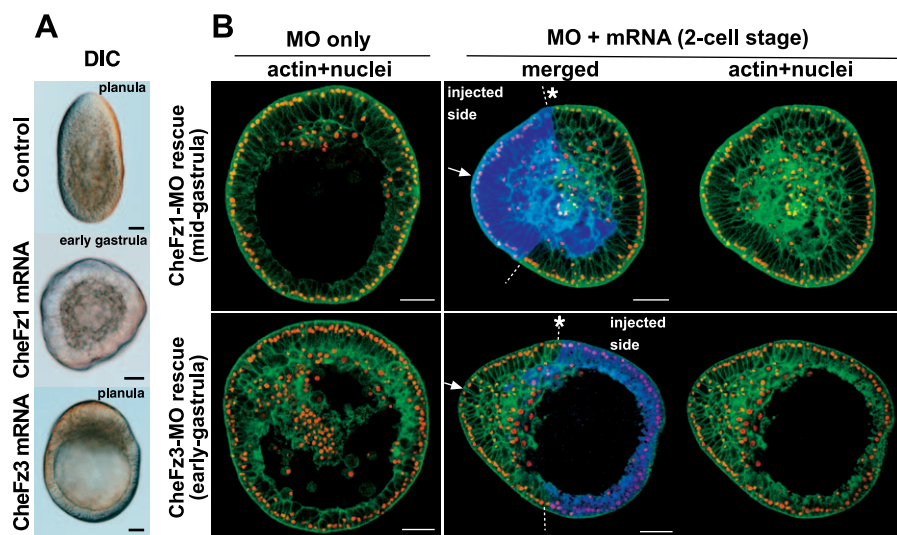 A
B
DIC
MO only
MO + mRNA (2-cell stage)
actin+nuclei
merged
actin+nuclei
Control
planula
CheFz1 mRNA
early gastrula
CheFz3 mRNA
planula
CheFz1-MO rescue
(mid-gastrula)
injected
side
*
CheFz3-MO rescue
(early-gastrula)
*
injected
side